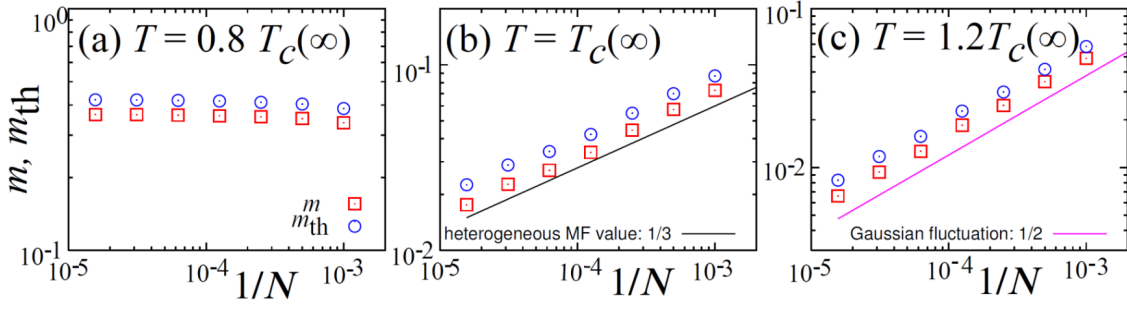 (a) T = 0.8 T_c(∞)
10^0
m, m_th
m
m_th
10^-1
10^-5
10^-4
10^-3
1/N
(b) T = T_c(∞)
10^-1
heterogeneous MF value: 1/3
10^-2
10^-5
10^-4
10^-3
1/N
(c) T = 1.2T_c(∞)
10^-1
10^-2
Gaussian fluctuation: 1/2
10^-5
10^-4
10^-3
1/N